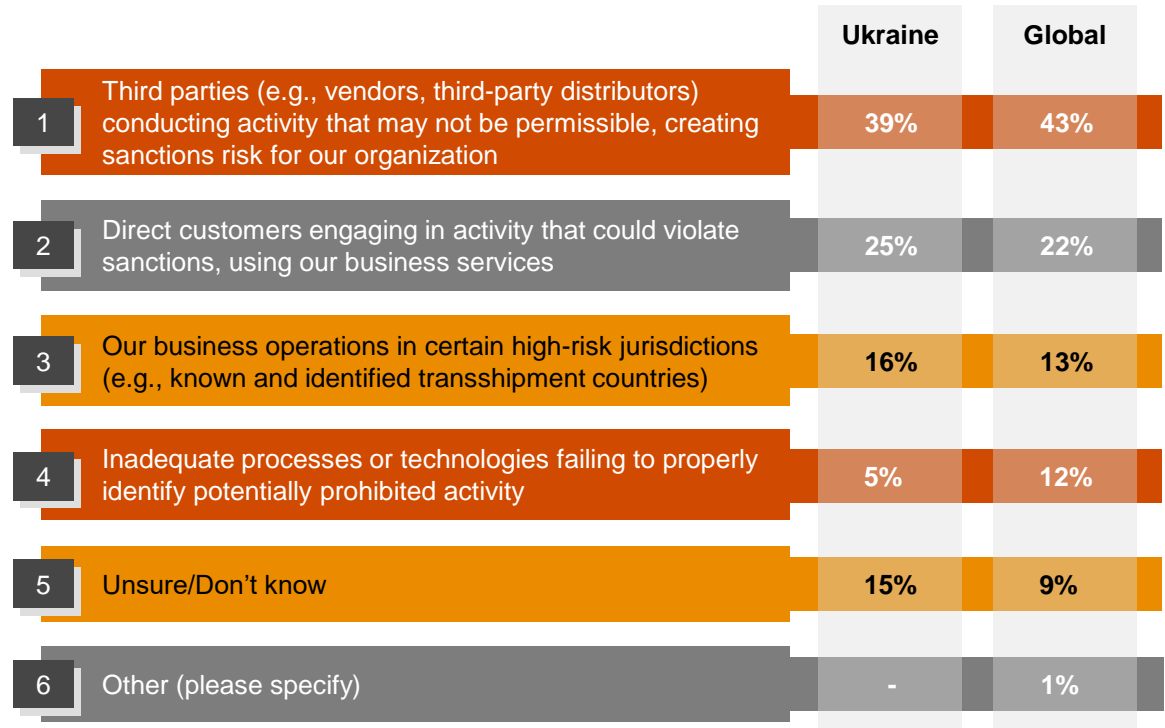 Ukraine Global
1 Third parties (e.g., vendors, third-party distributors)
conducting activity that may not be permissible, creating
sanctions risk for our organization
39% 43%
2 Direct customers engaging in activity that could violate
sanctions, using our business services
25% 22%
3 Our business operations in certain high-risk jurisdictions
(e.g., known and identified transshipment countries)
16% 13%
4 Inadequate processes or technologies failing to properly
identify potentially prohibited activity
5% 12%
5 Unsure/Don’t know 15% 9%
6 Other (please specify) - 1%